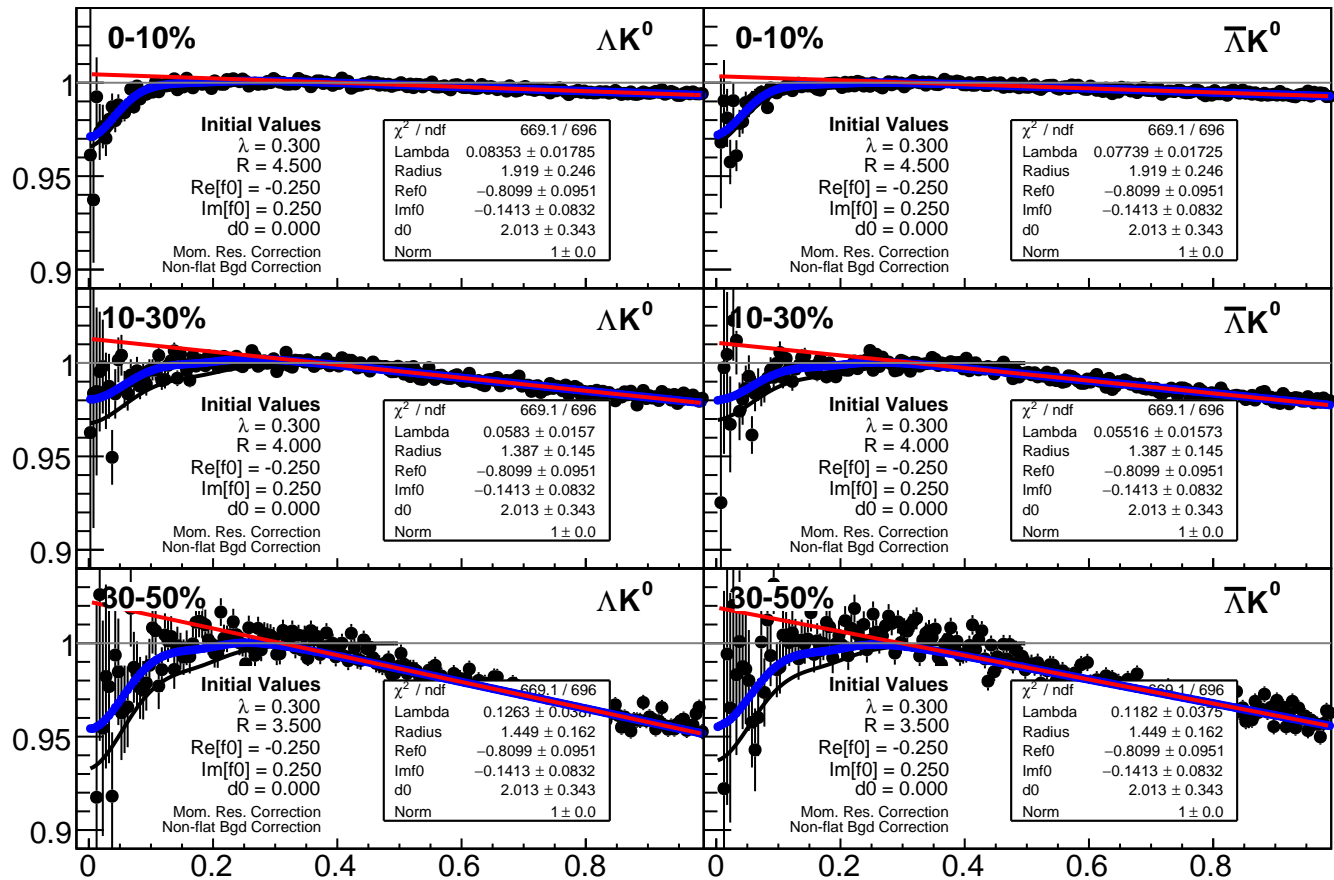 0-10%
ΛK⁰
1
0.95
0.9
Initial Values
λ = 0.300
R = 4.500
Re[f0] = -0.250
Im[f0] = 0.250
d0 = 0.000
Mom. Res. Correction
Non-flat Bgd Correction
χ² / ndf 669.1 / 696
Lambda 0.08353 ± 0.01785
Radius 1.919 ± 0.246
Ref0 −0.8099 ± 0.0951
Imf0 −0.1413 ± 0.0832
d0 2.013 ± 0.343
Norm 1 ± 0.0
0-10%
Λ̅K⁰
Initial Values
λ = 0.300
R = 4.500
Re[f0] = -0.250
Im[f0] = 0.250
d0 = 0.000
Mom. Res. Correction
Non-flat Bgd Correction
χ² / ndf 669.1 / 696
Lambda 0.07739 ± 0.01725
Radius 1.919 ± 0.246
Ref0 −0.8099 ± 0.0951
Imf0 −0.1413 ± 0.0832
d0 2.013 ± 0.343
Norm 1 ± 0.0
10-30%
ΛK⁰
1
0.95
0.9
Initial Values
λ = 0.300
R = 4.000
Re[f0] = -0.250
Im[f0] = 0.250
d0 = 0.000
Mom. Res. Correction
Non-flat Bgd Correction
χ² / ndf 669.1 / 696
Lambda 0.0583 ± 0.0157
Radius 1.387 ± 0.145
Ref0 −0.8099 ± 0.0951
Imf0 −0.1413 ± 0.0832
d0 2.013 ± 0.343
Norm 1 ± 0.0
10-30%
Λ̅K⁰
Initial Values
λ = 0.300
R = 4.000
Re[f0] = -0.250
Im[f0] = 0.250
d0 = 0.000
Mom. Res. Correction
Non-flat Bgd Correction
χ² / ndf 669.1 / 696
Lambda 0.05516 ± 0.01573
Radius 1.387 ± 0.145
Ref0 −0.8099 ± 0.0951
Imf0 −0.1413 ± 0.0832
d0 2.013 ± 0.343
Norm 1 ± 0.0
30-50%
ΛK⁰
1
0.95
0.9
Initial Values
λ = 0.300
R = 3.500
Re[f0] = -0.250
Im[f0] = 0.250
d0 = 0.000
Mom. Res. Correction
Non-flat Bgd Correction
χ² / ndf 669.1 / 696
Lambda 0.1263 ±
Radius 1.449 ± 0.162
Ref0 −0.8099 ± 0.0951
Imf0 −0.1413 ± 0.0832
d0 2.013 ± 0.343
Norm 1 ± 0.0
30-50%
Λ̅K⁰
Initial Values
λ = 0.300
R = 3.500
Re[f0] = -0.250
Im[f0] = 0.250
d0 = 0.000
Mom. Res. Correction
Non-flat Bgd Correction
χ² / ndf 669.1 / 696
Lambda 0.1182 ± 0.0375
Radius 1.449 ± 0.162
Ref0 −0.8099 ± 0.0951
Imf0 −0.1413 ± 0.0832
d0 2.013 ± 0.343
Norm 1 ± 0.0
0 0.2 0.4 0.6 0.8 0 0.2 0.4 0.6 0.8